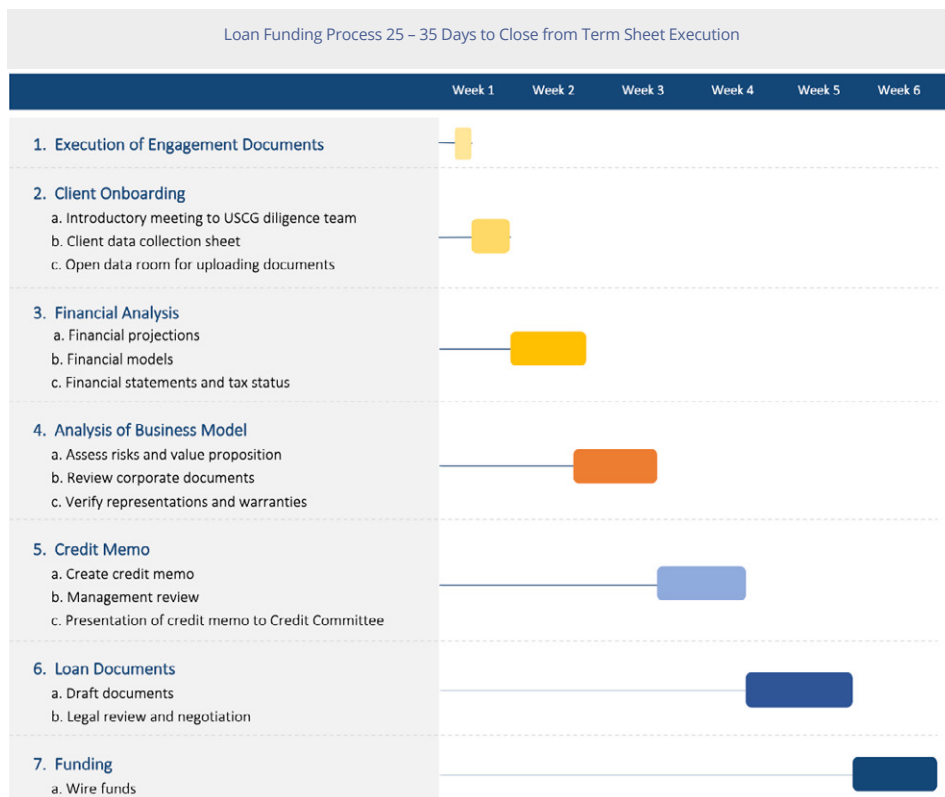 Loan Funding Process 25 – 35 Days to Close from Term Sheet Execution
Week 1 Week 2 Week 3 Week 4 Week 5 Week 6
1. Execution of Engagement Documents
2. Client Onboarding
a. Introductory meeting to USCG diligence team
b. Client data collection sheet
c. Open data room for uploading documents
3. Financial Analysis
a. Financial projections
b. Financial models
c. Financial statements and tax status
4. Analysis of Business Model
a. Assess risks and value proposition
b. Review corporate documents
c. Verify representations and warranties
5. Credit Memo
a. Create credit memo
b. Management review
c. Presentation of credit memo to Credit Committee
6. Loan Documents
a. Draft documents
b. Legal review and negotiation
7. Funding
a. Wire funds